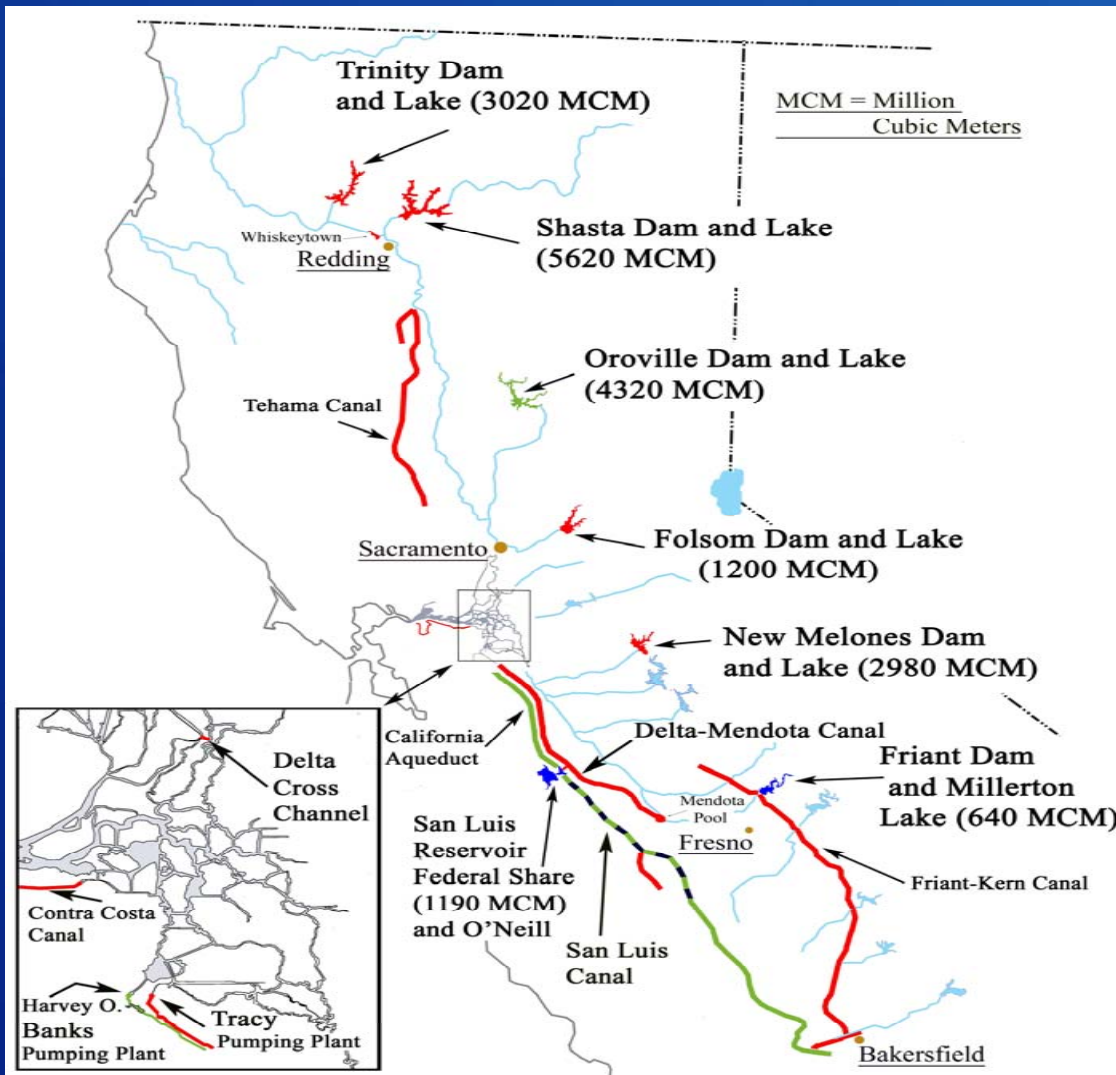 Trinity Dam
and Lake (3020 MCM)
MCM = Million
Cubic Meters
Shasta Dam and Lake
(5620 MCM)
Whiskeytown
Redding
Oroville Dam and Lake
(4320 MCM)
Tehama Canal
Sacramento
Folsom Dam and Lake
(1200 MCM)
New Melones Dam
and Lake (2980 MCM)
California
Aqueduct
Delta-Mendota Canal
Friant Dam
and Millerton
Lake (640 MCM)
Mendota
Pool
Fresno
San Luis
Reservoir
Federal Share
(1190 MCM)
and O'Neill
San Luis
Canal
Friant-Kern Canal
Bakersfield
Delta
Cross
Channel
Contra Costa
Canal
Harvey O.
Banks
Pumping Plant
Tracy
Pumping Plant